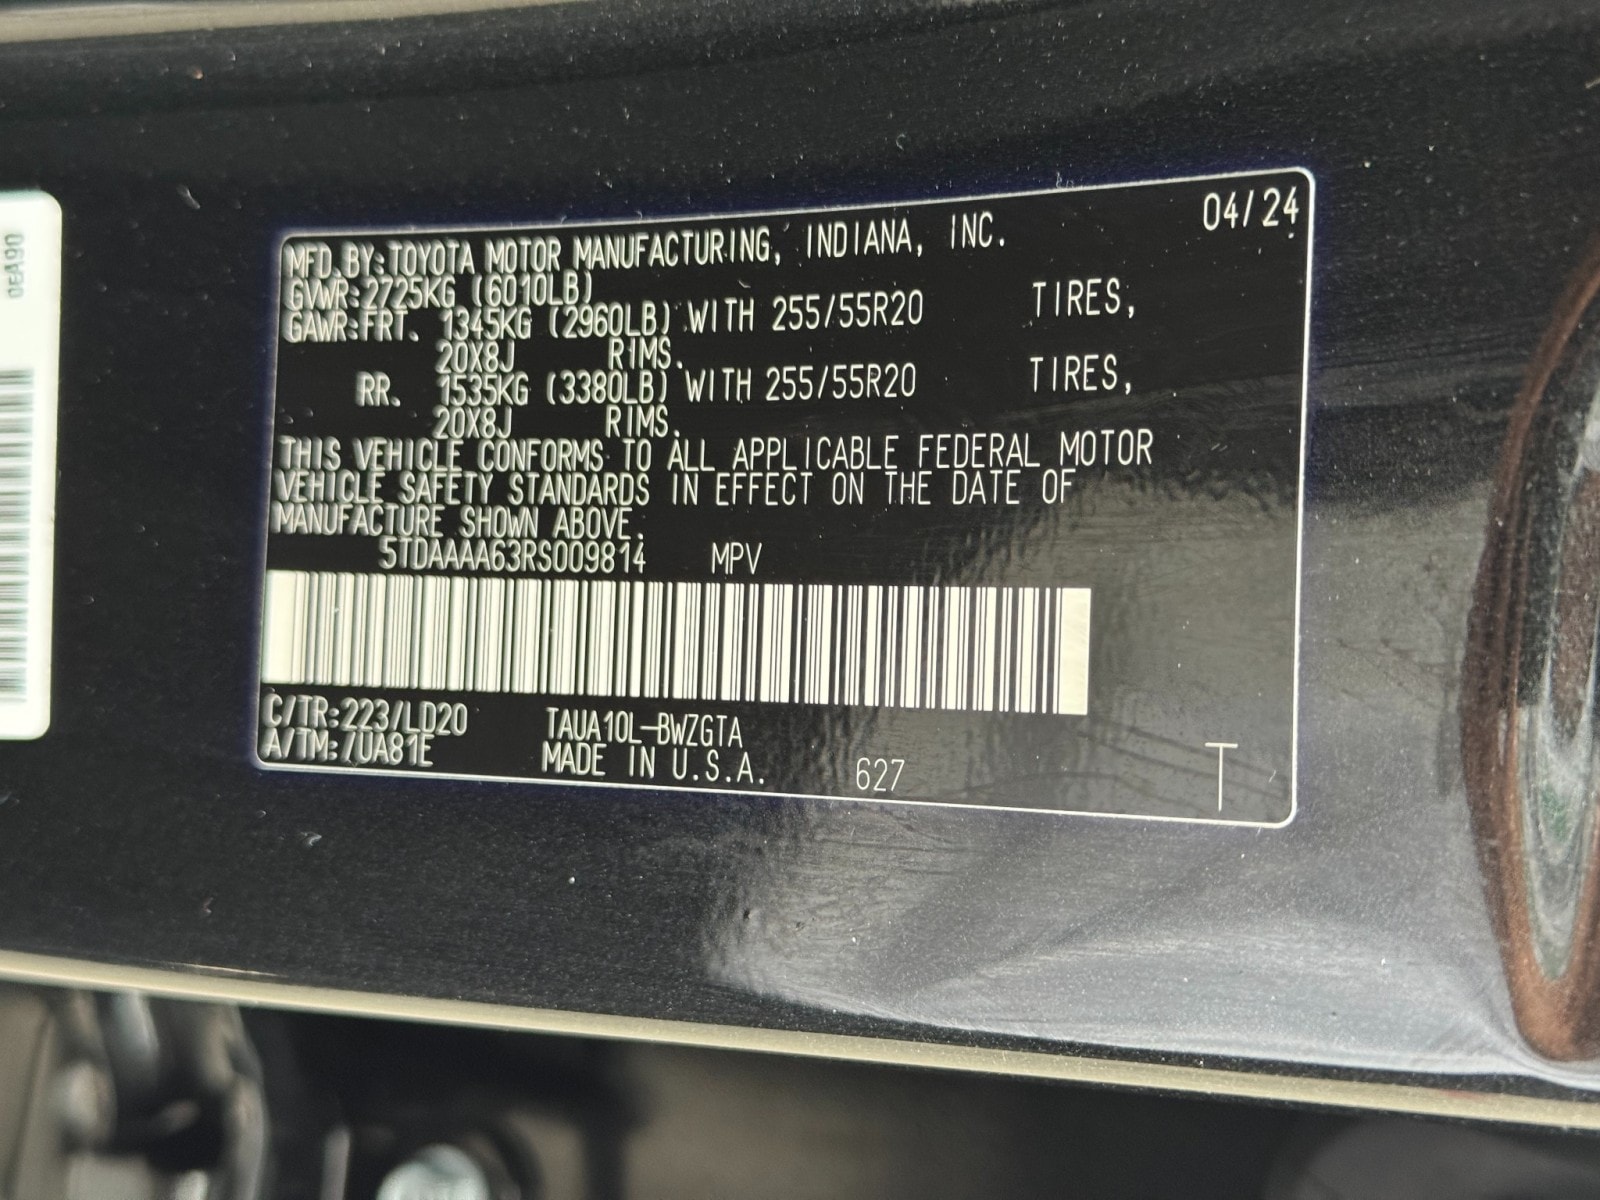 04/24
MFD. BY: TOYOTA MOTOR MANUFACTURING, INDIANA, INC.
GVWR: 2725KG (6010LB)
GAWR: FRT. 1345KG (2960LB) WITH 255/55R20 TIRES,
20X8J RIMS.
RR. 1535KG (3380LB) WITH 255/55R20 TIRES,
20X8J RIMS.
THIS VEHICLE CONFORMS TO ALL APPLICABLE FEDERAL MOTOR
VEHICLE SAFETY STANDARDS IN EFFECT ON THE DATE OF
MANUFACTURE SHOWN ABOVE.
5TDAAAA63RS009814 MPV
C/TR: 223/LD20 TAUA10L-BWZGTA
A/TM: /UA81E MADE IN U.S.A. 627 T
0EA90